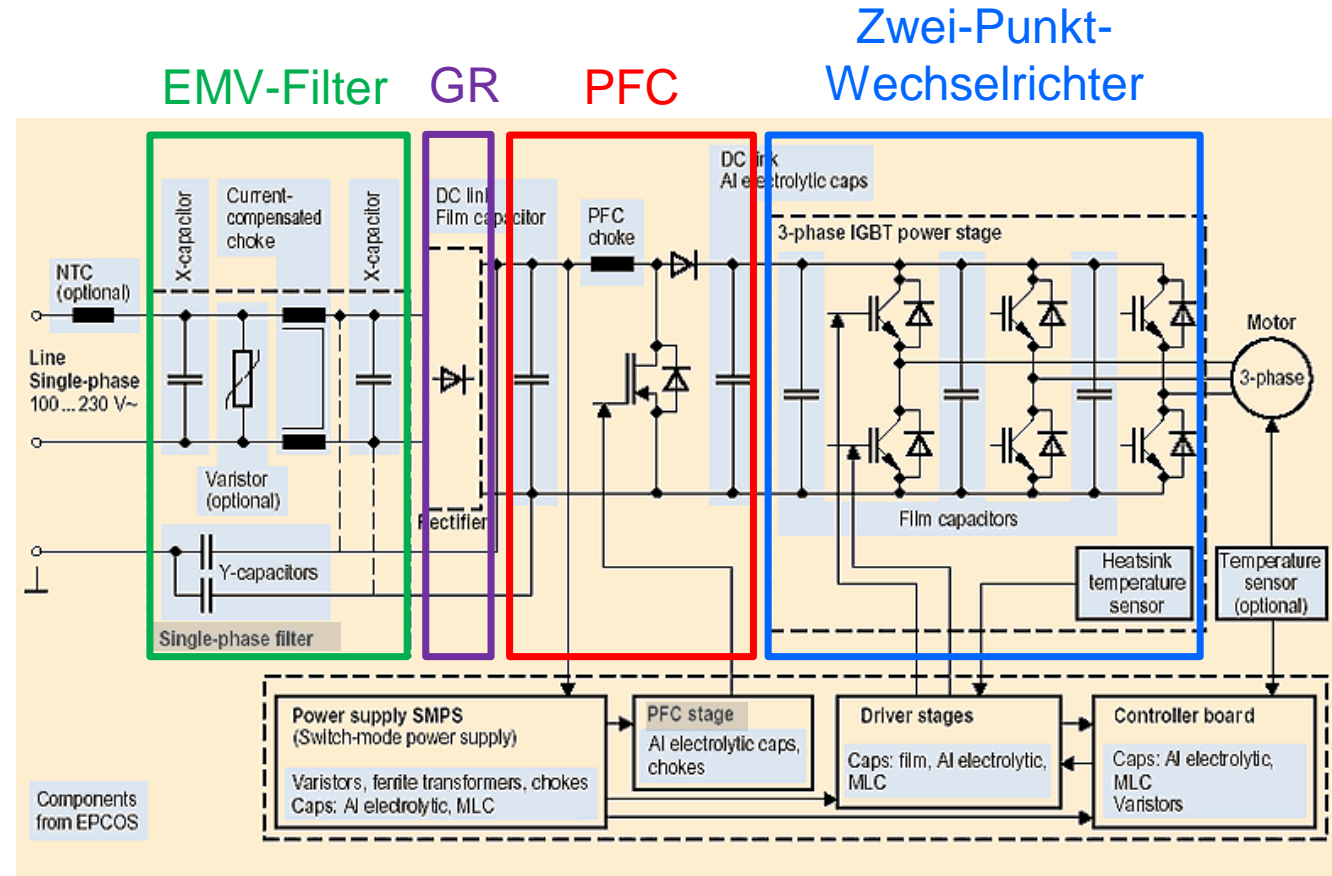 Zwei-Punkt-
EMV-Filter GR PFC Wechselrichter
X-capacitor
Current-
compensated
choke
X-capacitor
DC link
Film capacitor
PFC
choke
DC link
Al electrolytic caps
3-phase IGBT power stage
NTC
(optional)
Line
Single-phase
100...230 V~
Motor
3-phase
Varistor
(optional)
Rectifier
Film capacitors
Y-capacitors
Single-phase filter
Heatsink
temperature
sensor
Temperature
sensor
(optional)
Power supply SMPS
(Switch-mode power supply)
Varistors, ferrite transformers, chokes
Caps: Al electrolytic, MLC
PFC stage
Al electrolytic caps,
chokes
Driver stages
Caps: film, Al electrolytic,
MLC
Controller board
Caps: Al electrolytic,
MLC
Varistors
Components
from EPCOS